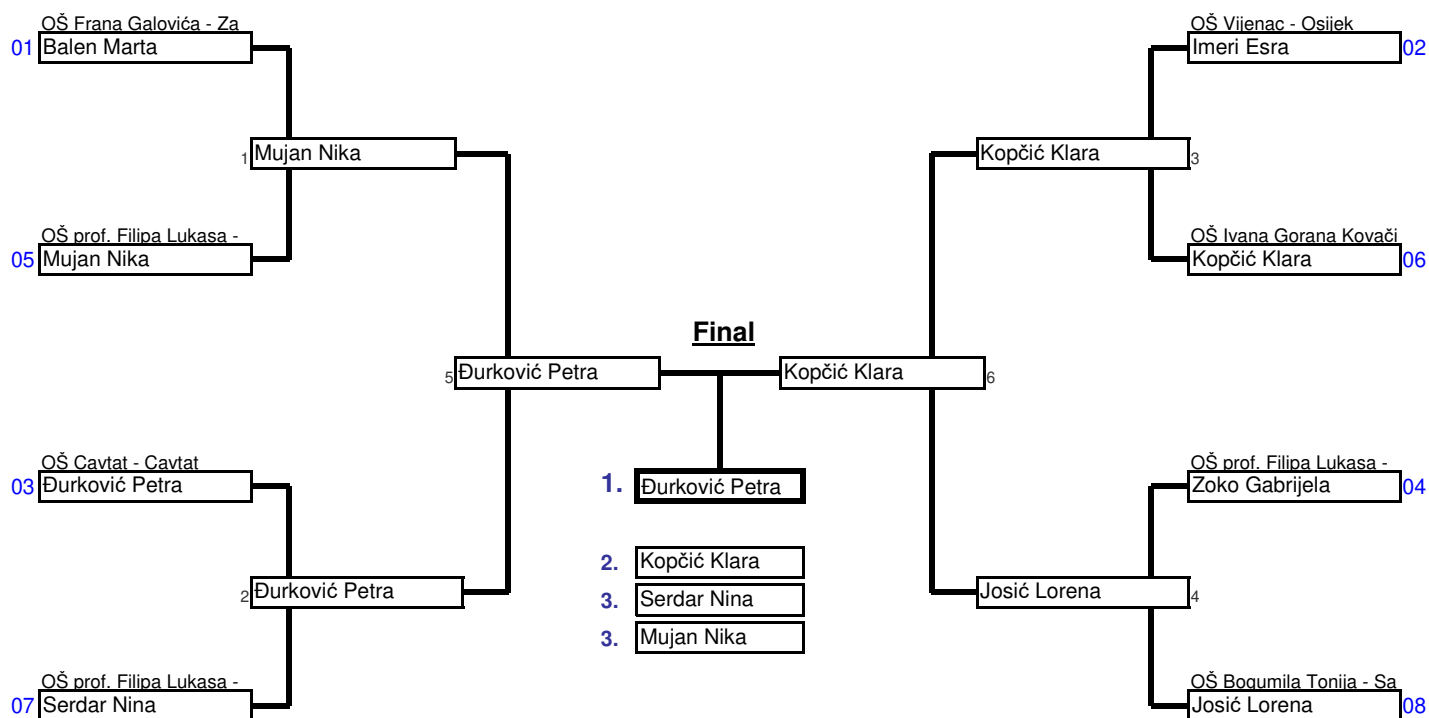 OŠ Frana Galovića - Za
01 Balen Marta
OŠ Vijenac - Osijek
Imeri Esra 02
1 Mujan Nika
Kopčić Klara 3
OŠ prof. Filipa Lukasa -
05 Mujan Nika
OŠ Ivana Gorana Kovači
Kopčić Klara 06
Final
5 Đurković Petra
Kopčić Klara 6
OŠ Cavtat - Cavtat
03 Đurković Petra
1. Đurković Petra
OŠ prof. Filipa Lukasa -
Zoko Gabrijela 04
2. Kopčić Klara
2 Đurković Petra
3. Serdar Nina
Josić Lorena 4
3. Mujan Nika
OŠ prof. Filipa Lukasa -
07 Serdar Nina
OŠ Bogumila Tonija - Sa
Josić Lorena 08